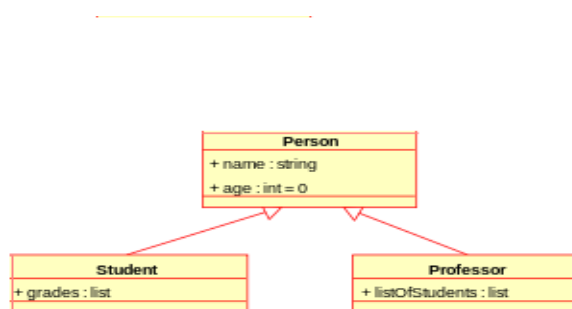 Person
+ name : string
+ age : int = 0
Student
Professor
+ grades : list
+ listOfStudents : list